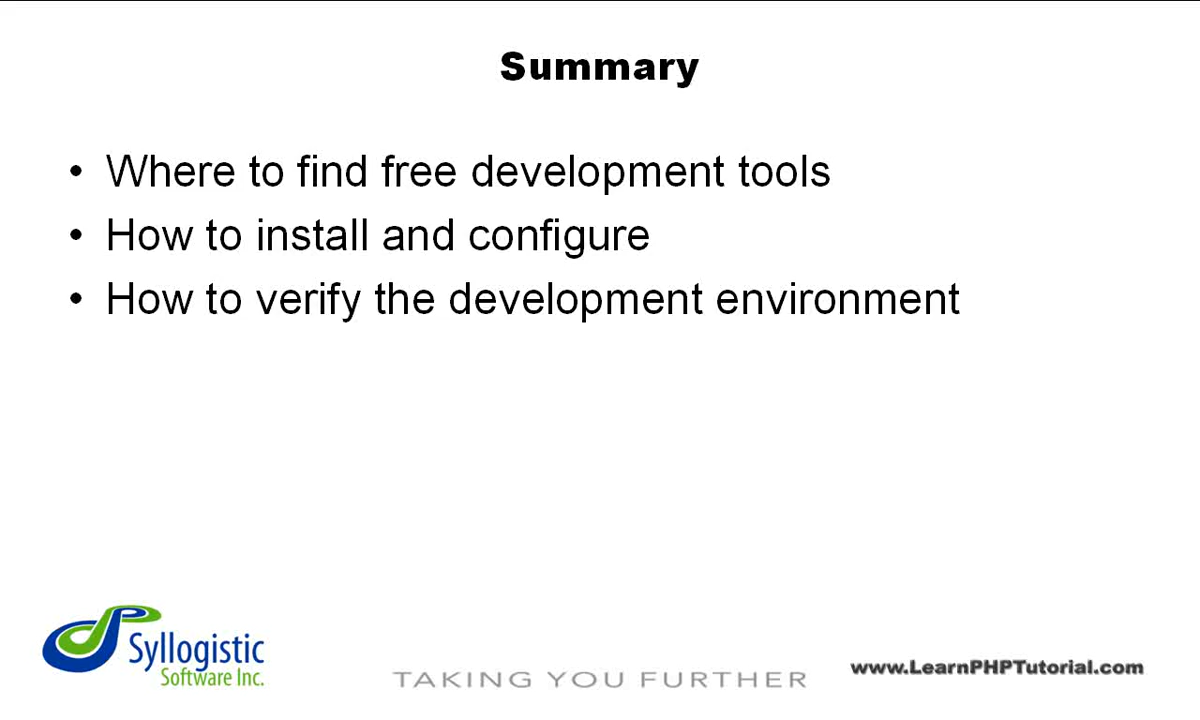 Summary
• Where to find free development tools
• How to install and configure
• How to verify the development environment
Syllogistic
Software Inc.
TAKING YOU FURTHER
www.LearnPHPTutorial.com